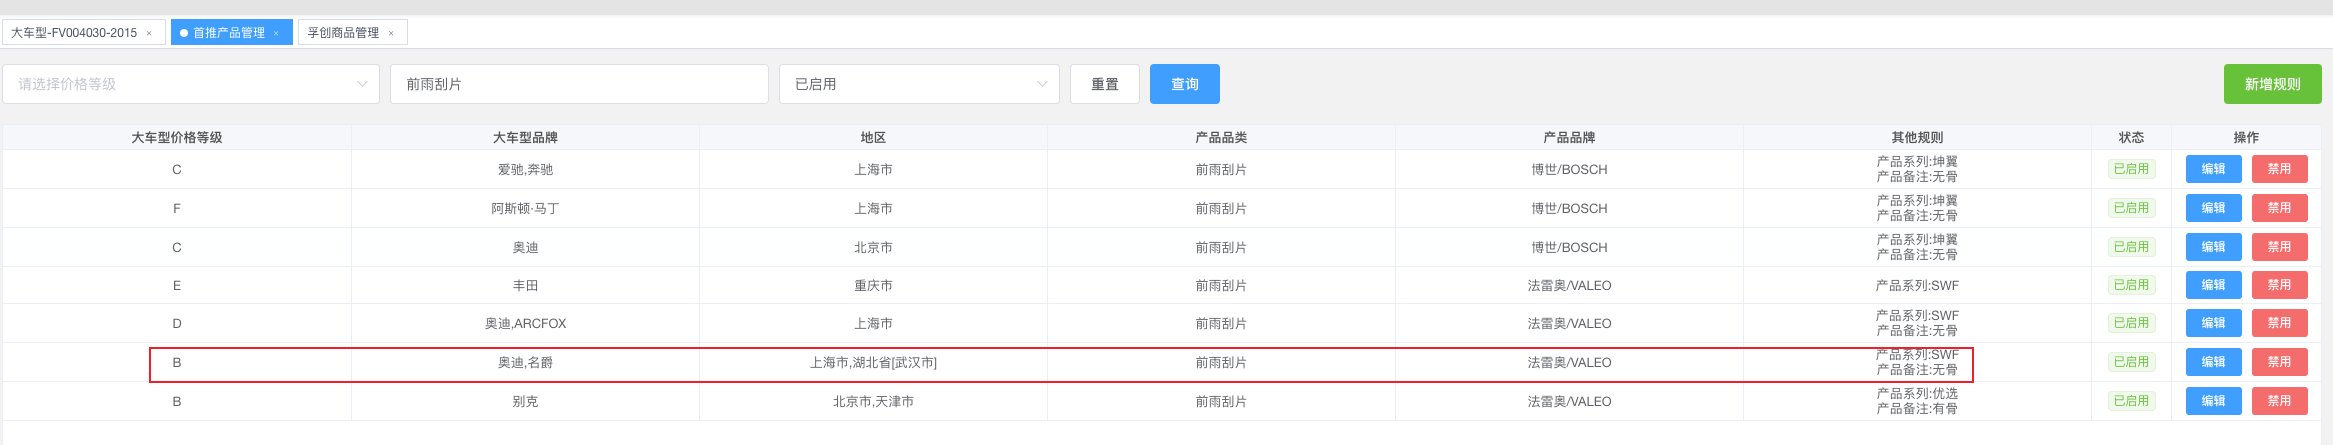 大车型-FV004030-2015 × 首推产品管理 × 孚创商品管理 ×
请选择价格等级 前雨刮片 已启用 重置 查询 新增规则
大车型价格等级 大车型品牌 地区 产品品类 产品品牌 其他规则 状态 操作
C 爱驰,奔驰 上海市 前雨刮片 博世/BOSCH 产品系列:坤翼 已启用 编辑 禁用
产品备注:无骨
F 阿斯顿·马丁 上海市 前雨刮片 博世/BOSCH 产品系列:坤翼 已启用 编辑 禁用
产品备注:无骨
C 奥迪 北京市 前雨刮片 博世/BOSCH 产品系列:坤翼 已启用 编辑 禁用
产品备注:无骨
E 丰田 重庆市 前雨刮片 法雷奥/VALEO 产品系列:SWF 已启用 编辑 禁用
D 奥迪,ARCFOX 上海市 前雨刮片 法雷奥/VALEO 产品系列:SWF 已启用 编辑 禁用
产品备注:无骨
B 奥迪,名爵 上海市,湖北省[武汉市] 前雨刮片 法雷奥/VALEO 产品系列:SWF 已启用 编辑 禁用
产品备注:无骨
B 别克 北京市,天津市 前雨刮片 法雷奥/VALEO 产品系列:优选 已启用 编辑 禁用
产品备注:有骨